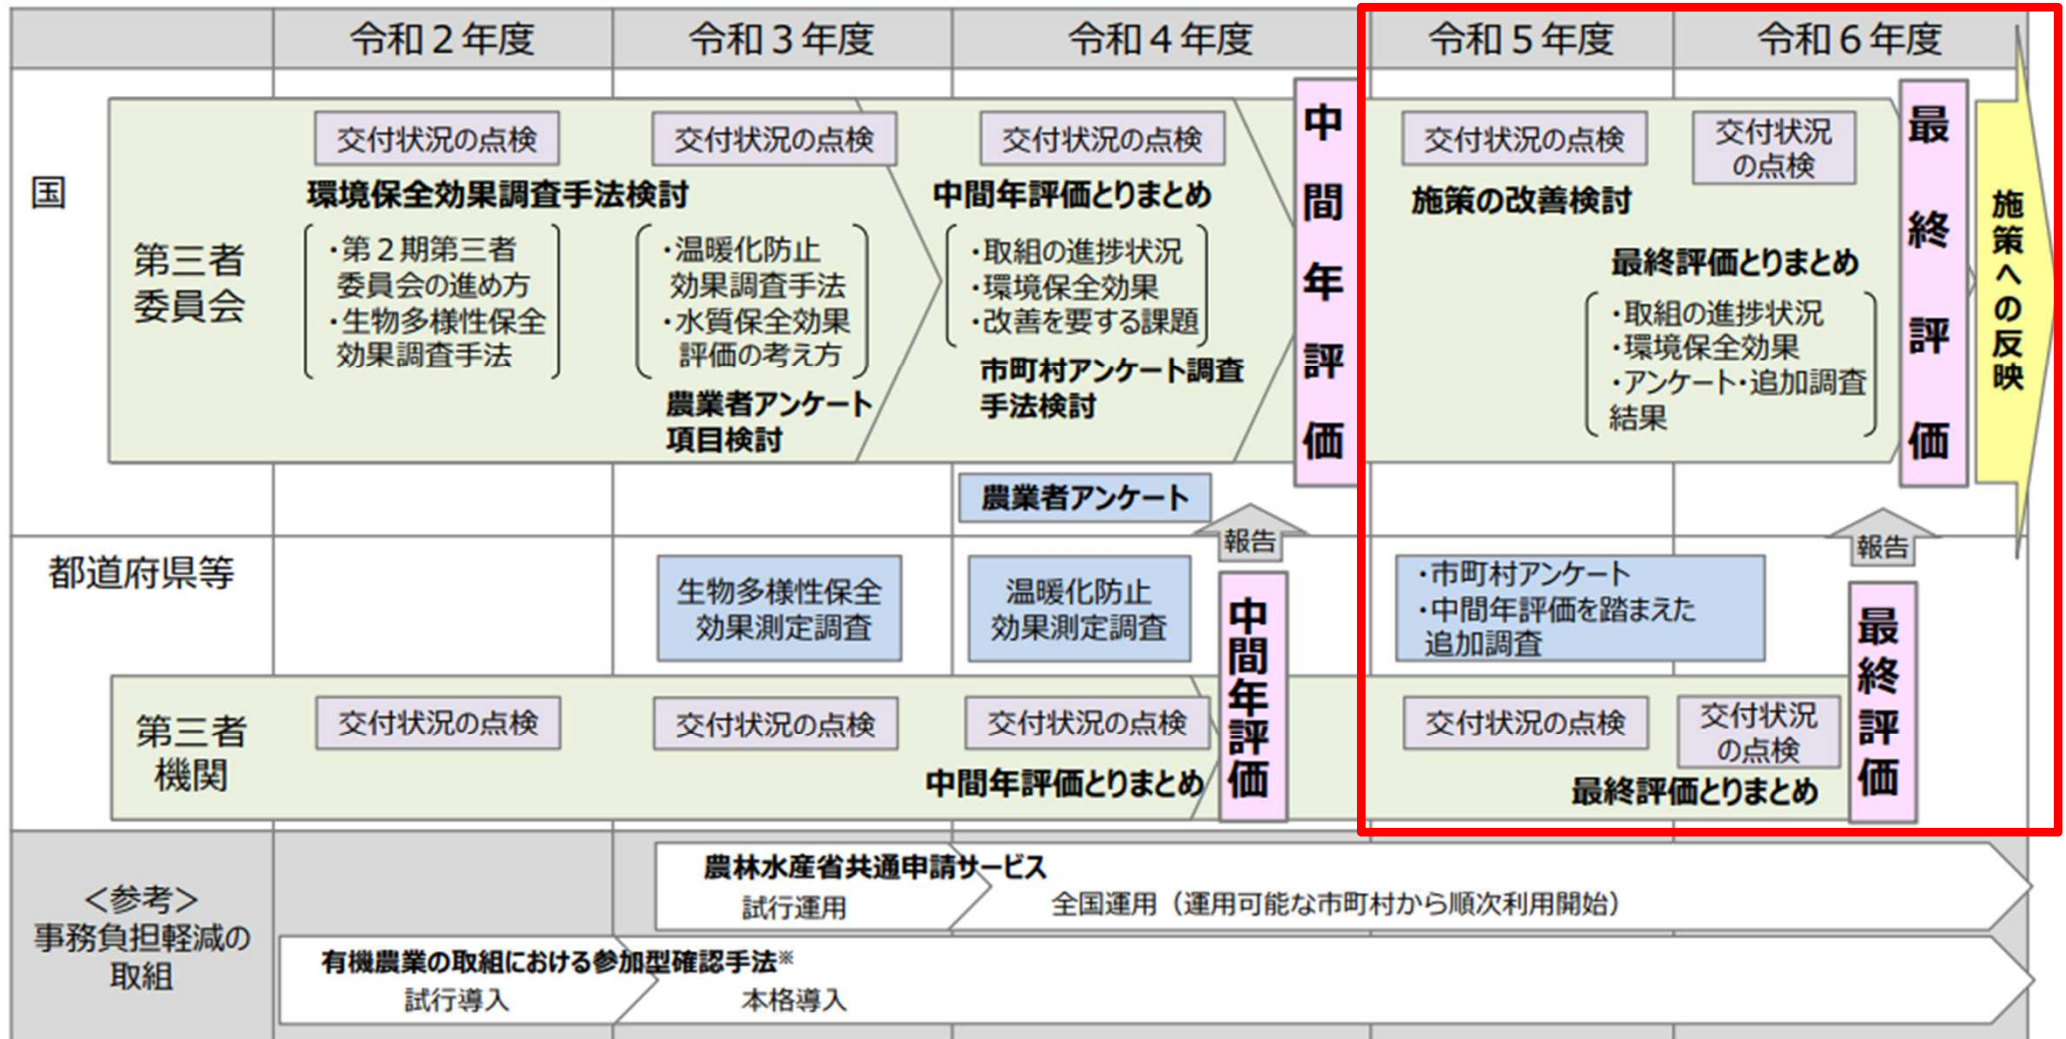 令和２年度
令和３年度
令和４年度
令和５年度
令和６年度
国
第三者
委員会
交付状況の点検
環境保全効果調査手法検討
・第２期第三者
委員会の進め方
・生物多様性保全
効果調査手法
交付状況の点検
・温暖化防止
効果調査手法
・水質保全効果
評価の考え方
農業者アンケート
項目検討
交付状況の点検
中間年評価とりまとめ
・取組の進捗状況
・環境保全効果
・改善を要する課題
市町村アンケート調査
手法検討
中間年評価
交付状況の点検
施策の改善検討
交付状況
の点検
最終評価とりまとめ
・取組の進捗状況
・環境保全効果
・アンケート・追加調査
結果
最終評価
施策への反映
農業者アンケート
報告
報告
都道府県等
生物多様性保全
効果測定調査
温暖化防止
効果測定調査
中間年評価
・市町村アンケート
・中間年評価を踏まえた
追加調査
最終評価
第三者
機関
交付状況の点検
交付状況の点検
交付状況の点検
中間年評価とりまとめ
交付状況の点検
交付状況
の点検
最終評価とりまとめ
＜参考＞
事務負担軽減の
取組
農林水産省共通申請サービス
試行運用
全国運用（運用可能な市町村から順次利用開始）
有機農業の取組における参加型確認手法※
試行導入
本格導入